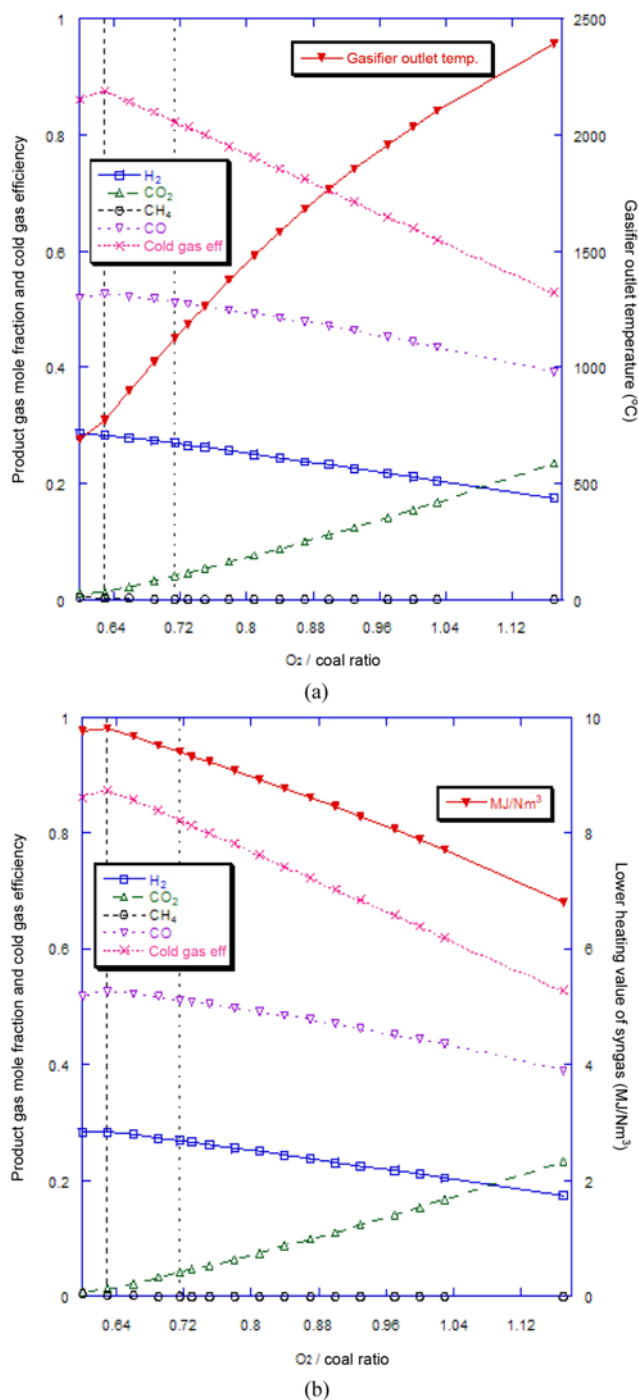 1
0.8
0.6
0.4
0.2
0
2500
2000
1500
1000
500
0
Product gas mole fraction and cold gas efficiency
Gasifier outlet temperature (°C)
Gasifier outlet temp.
H2
CO2
CH4
CO
Cold gas eff
0.64 0.72 0.8 0.88 0.96 1.04 1.12
O2 / coal ratio
(a)
1
0.8
0.6
0.4
0.2
0
10
8
6
4
2
0
Product gas mole fraction and cold gas efficiency
Lower heating value of syngas (MJ/Nm3)
MJ/Nm3
H2
CO2
CH4
CO
Cold gas eff
0.64 0.72 0.8 0.88 0.96 1.04 1.12
O2 / coal ratio
(b)